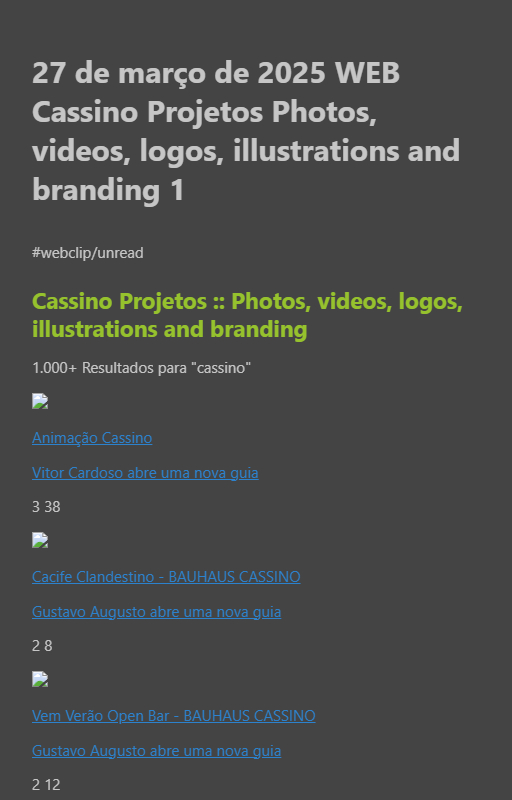 27 de março de 2025 WEB
Cassino Projetos Photos,
videos, logos, illustrations and
branding 1
#webclip/unread
Cassino Projetos :: Photos, videos, logos,
illustrations and branding
1.000+ Resultados para "cassino"
Animação Cassino
Vitor Cardoso abre uma nova guia
3 38
Cacife Clandestino - BAUHAUS CASSINO
Gustavo Augusto abre uma nova guia
2 8
Vem Verão Open Bar - BAUHAUS CASSINO
Gustavo Augusto abre uma nova guia
2 12